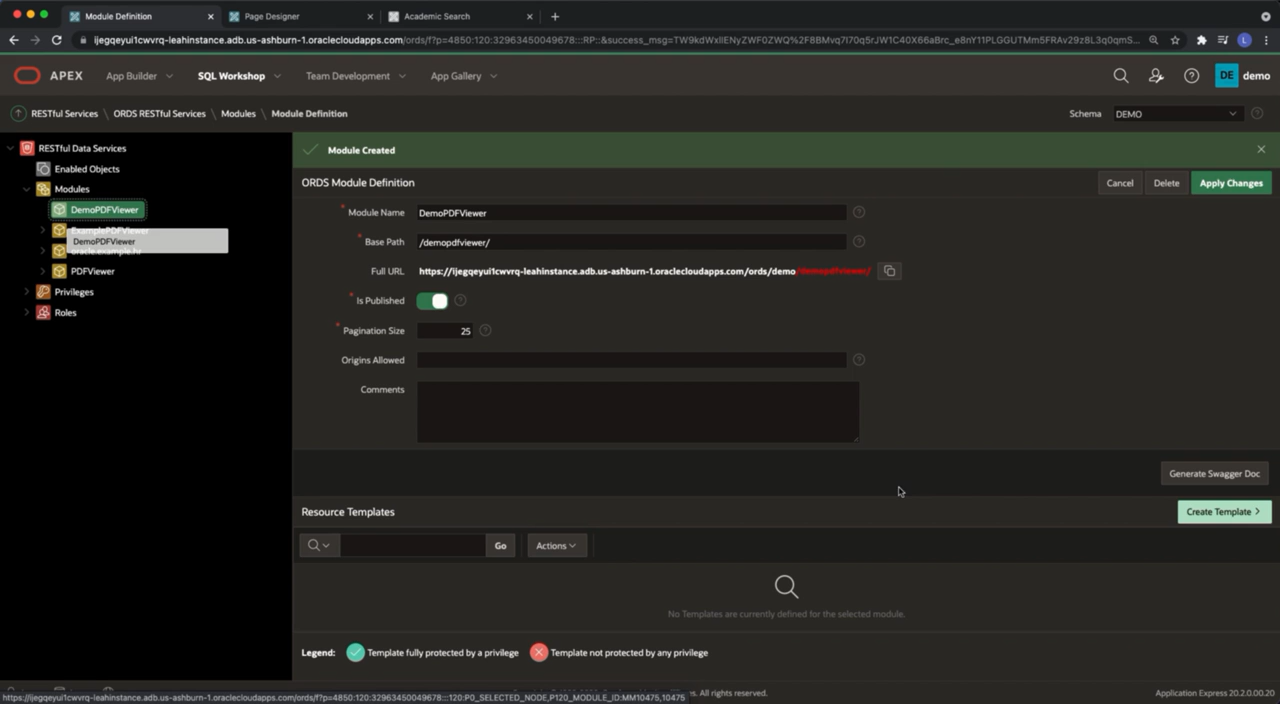 Module Definition
Page Designer
Academic Search
ijegqeyui1cwvrq-leahinstance.adb.us-ashburn-1.oraclecloudapps.com/ords/f?p=4850:120:32963450049678:::RP::&success_msg=
L
APEX
App Builder
SQL Workshop
Team Development
App Gallery
DE demo
RESTful Services \ ORDS RESTful Services \ Modules \ Module Definition
Schema DEMO
RESTful Data Services
Enabled Objects
Modules
DemoPDFViewer
ExamplePDFViewer
DemoPDFViewer
oracle.example.hr
PDFViewer
Privileges
Roles
Module Created
ORDS Module Definition
Cancel
Delete
Apply Changes
* Module Name DemoPDFViewer
* Base Path /demopdfviewer/
Full URL https://ijegqeyui1cwvrq-leahinstance.adb.us-ashburn-1.oraclecloudapps.com/ords/demo/demopdfviewer/
* Is Published
* Pagination Size 25
Origins Allowed
Comments
Generate Swagger Doc
Resource Templates
Create Template >
Go
Actions
No Templates are currently defined for the selected module.
Legend: Template fully protected by a privilege Template not protected by any privilege
https://ijegqeyui1cwvrq-leahinstance.adb.us-ashburn-1.oraclecloudapps.com/ords/f?p=4850:120:32963450049678:::120:P0_SELECTED_NODE,P120_MODULE_ID:MM10475,10475
s. All rights reserved.
Application Express 20.2.0.00.20